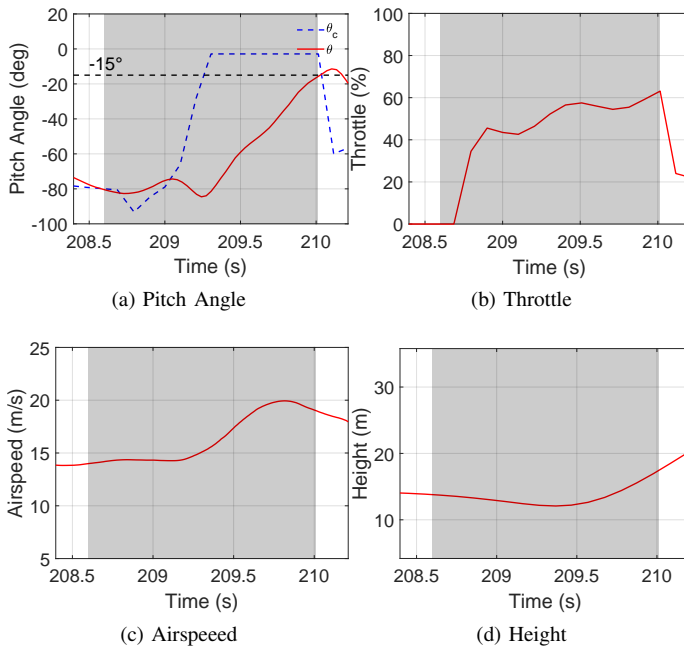 20
0
-20
-40
-60
-80
-100
Pitch Angle (deg)
θc
θ
-15°
208.5 209 209.5 210
Time (s)
(a) Pitch Angle
100
80
60
40
20
0
Throttle (%)
208.5 209 209.5 210
Time (s)
(b) Throttle
25
20
15
10
5
Airspeed (m/s)
208.5 209 209.5 210
Time (s)
(c) Airspeeed
30
20
10
Height (m)
208.5 209 209.5 210
Time (s)
(d) Height